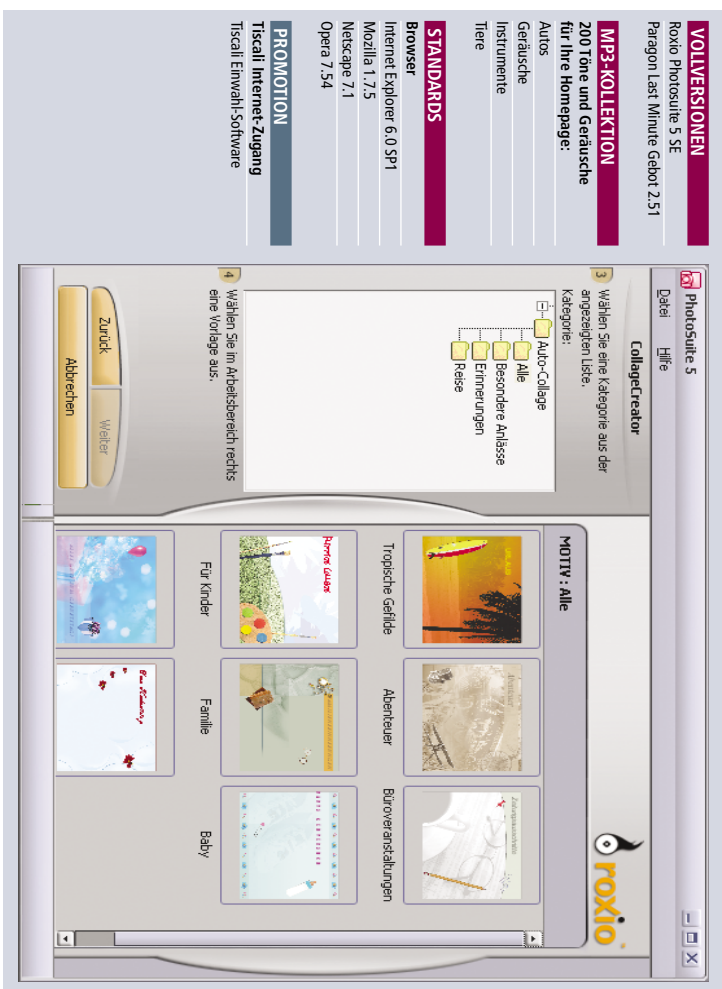 VOLLVERSIONEN
Roxio Photosuite 5 SE
Paragon Last Minute Gebot 2.51
MP3-KOLLEKTION
200 Töne und Geräusche
für Ihre Homepage:
Autos
Geräusche
Instrumente
Tiere
STANDARDS
Browser
Internet Explorer 6.0 SP1
Mozilla 1.7.5
Netscape 7.1
Opera 7.54
PROMOTION
Tiscali Internet-Zugang
Tiscali Einwahl-Software
PhotoSuite 5
Datei Hilfe
CollageCreator
roxio
3 Wählen Sie eine Kategorie aus der
angezeigten Liste.
Kategorie:
Auto-Collage
Alle
Besondere Anlässe
Erinnerungen
Reise
4 Wählen Sie im Arbeitsbereich rechts
eine Vorlage aus.
Zurück Weiter
Abbrechen
MOTIV : Alle
URLAUB
Abenteuer
Tropische Gefilde Abenteuer Büroveranstaltungen
Für Kinder Familie Baby